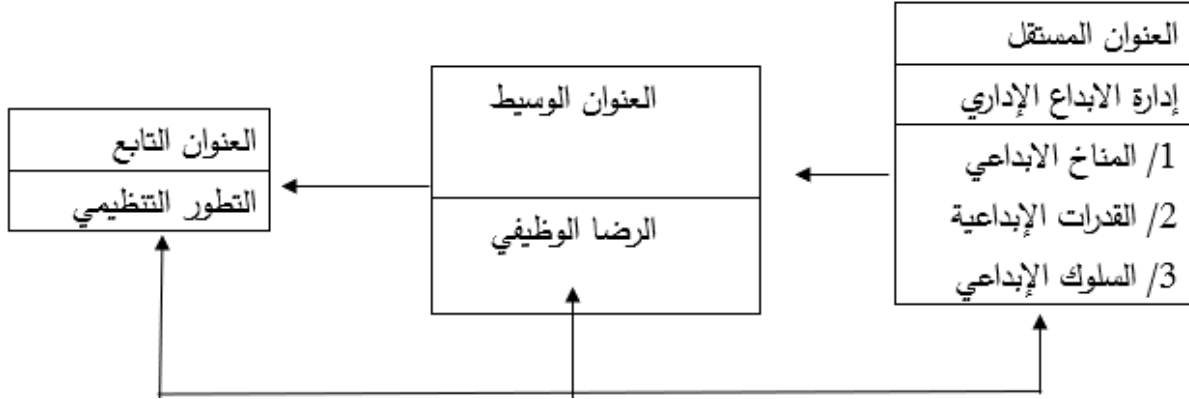 العنوان المستقل
إدارة الابداع الإداري
1/ المناخ الابداعي
2/ القدرات الإبداعية
3/ السلوك الإبداعي
العنوان الوسيط
الرضا الوظيفي
العنوان التابع
التطور التنظيمي